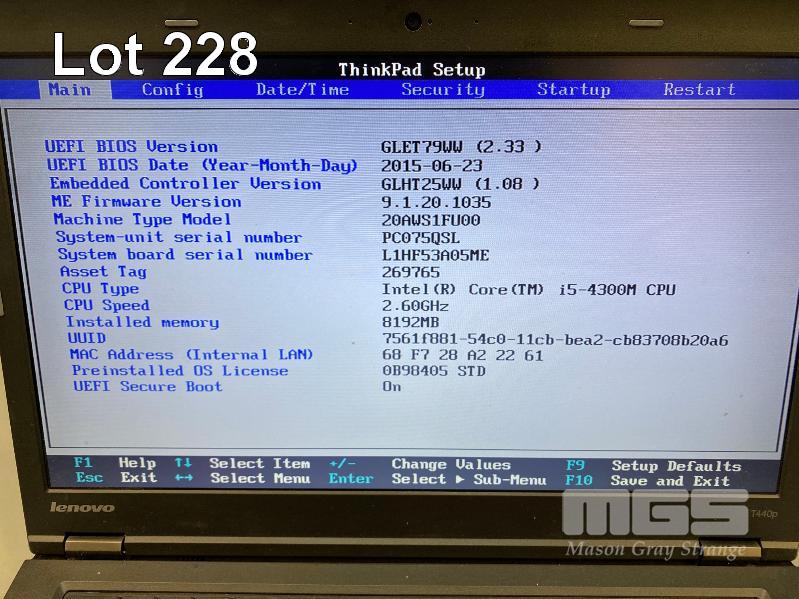 Lot 228
ThinkPad Setup
Main Config Date/Time Security Startup Restart
UEFI BIOS Version GLET79WW (2.33 )
UEFI BIOS Date (Year-Month-Day) 2015-06-23
Embedded Controller Version GLHT25WW (1.08 )
ME Firmware Version 9.1.20.1035
Machine Type Model 20AWS1FU00
System-unit serial number PC075QSL
System board serial number L1HF53A05ME
Asset Tag 269765
CPU Type Intel(R) Core(TM) i5-4300M CPU
CPU Speed 2.60GHz
Installed memory 8192MB
UUID 7561f881-54c0-11cb-bea2-cb83708b20a6
MAC Address (Internal LAN) 68 F7 28 A2 22 61
Preinstalled OS License 0B98405 STD
UEFI Secure Boot On
F1 Help ↑↓ Select Item +/- Change Values F9 Setup Defaults
Esc Exit ←→ Select Menu Enter Select ▶ Sub-Menu F10 Save and Exit
lenovo
T440p
MGS
Mason Gray Strange